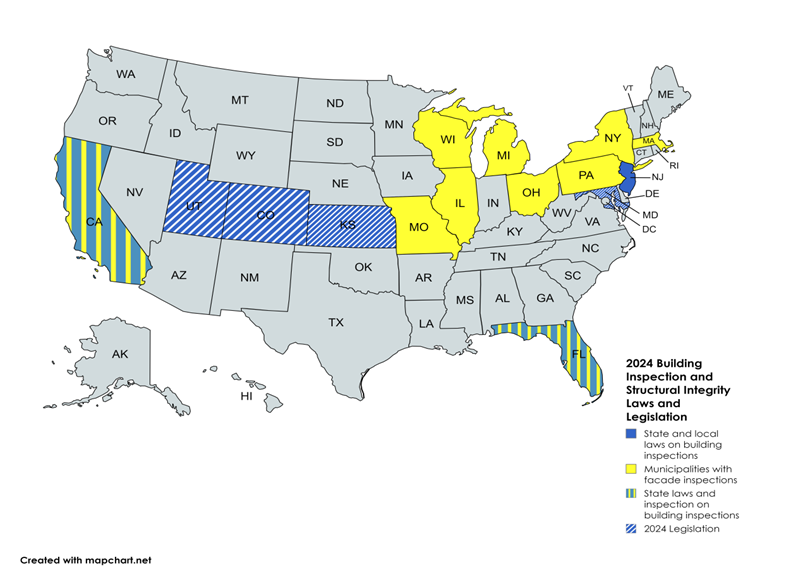 WA
MT
ND
MN
OR
ID
SD
WY
WI
MI
VT
ME
NH
NY
MA
CT
RI
IA
NE
PA
NJ
NV
UT
CO
KS
MO
IL
IN
OH
DE
MD
DC
CA
WV
VA
KY
AZ
NM
OK
AR
TN
NC
SC
MS
AL
GA
TX
LA
FL
AK
HI
2024 Building
Inspection and
Structural Integrity
Laws and
Legislation
State and local
laws on building
inspections
Municipalities with
facade inspections
State laws and
inspection on
building inspections
2024 Legislation
Created with mapchart.net